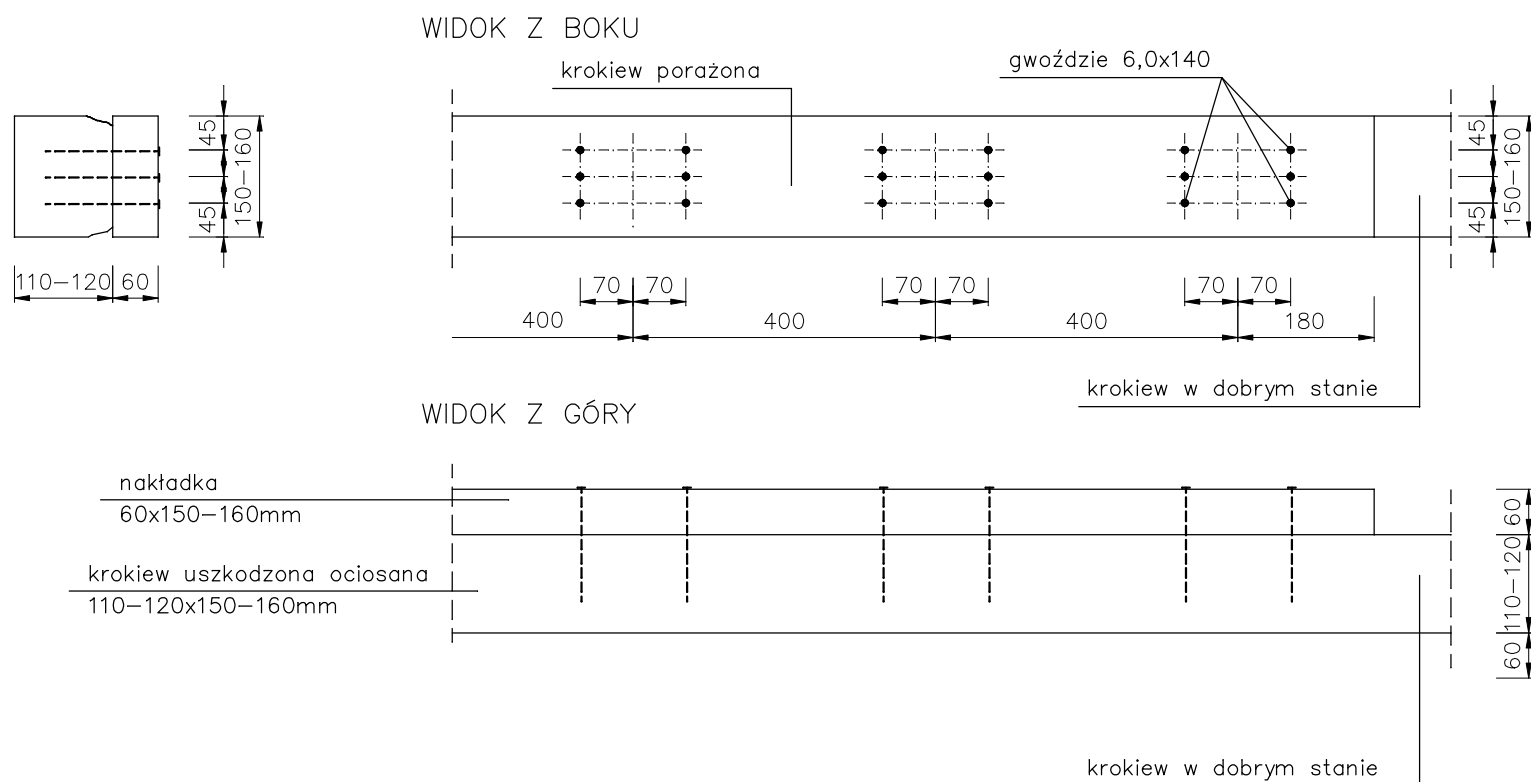 WIDOK Z BOKU
krokiew porażona
gwoździe 6,0x140
45
150-160
45
110-120
60
45
150-160
45
70
70
70
70
70
70
400
400
400
180
krokiew w dobrym stanie
WIDOK Z GÓRY
nakładka
60x150-160mm
krokiew uszkodzona ociosana
110-120x150-160mm
60
110-120
60
krokiew w dobrym stanie